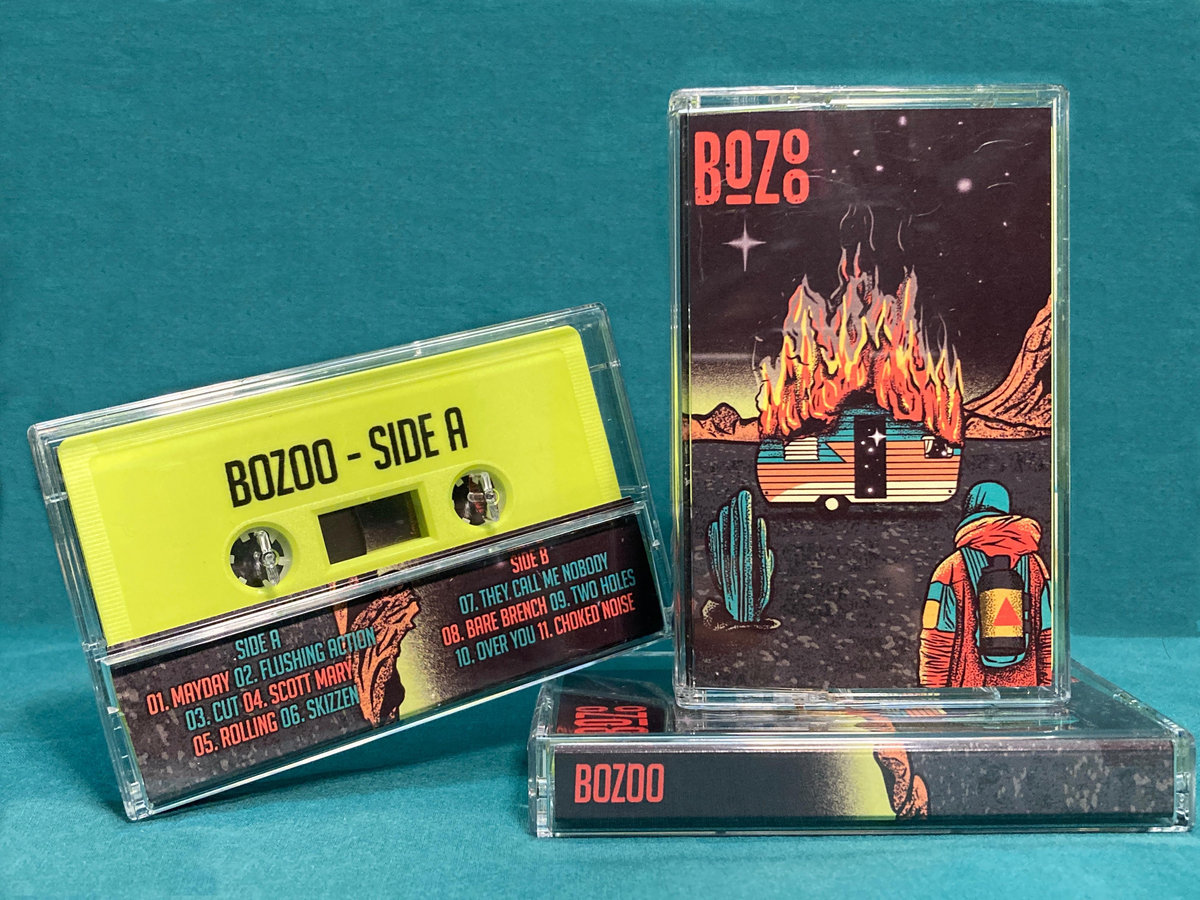 BOZOO
BOZOO - SIDE A
SIDE A
01. MAYDAY 02. FLUSHING ACTION
03. CUT 04. SCOTT MARY
05. ROLLING 06. SKIZZEN
SIDE B
07. THEY CALL ME NOBODY
08. BARE BRENCH 09. TWO HOLES
10. OVER YOU 11. CHOKED NOISE
BOZOO
BOZOO